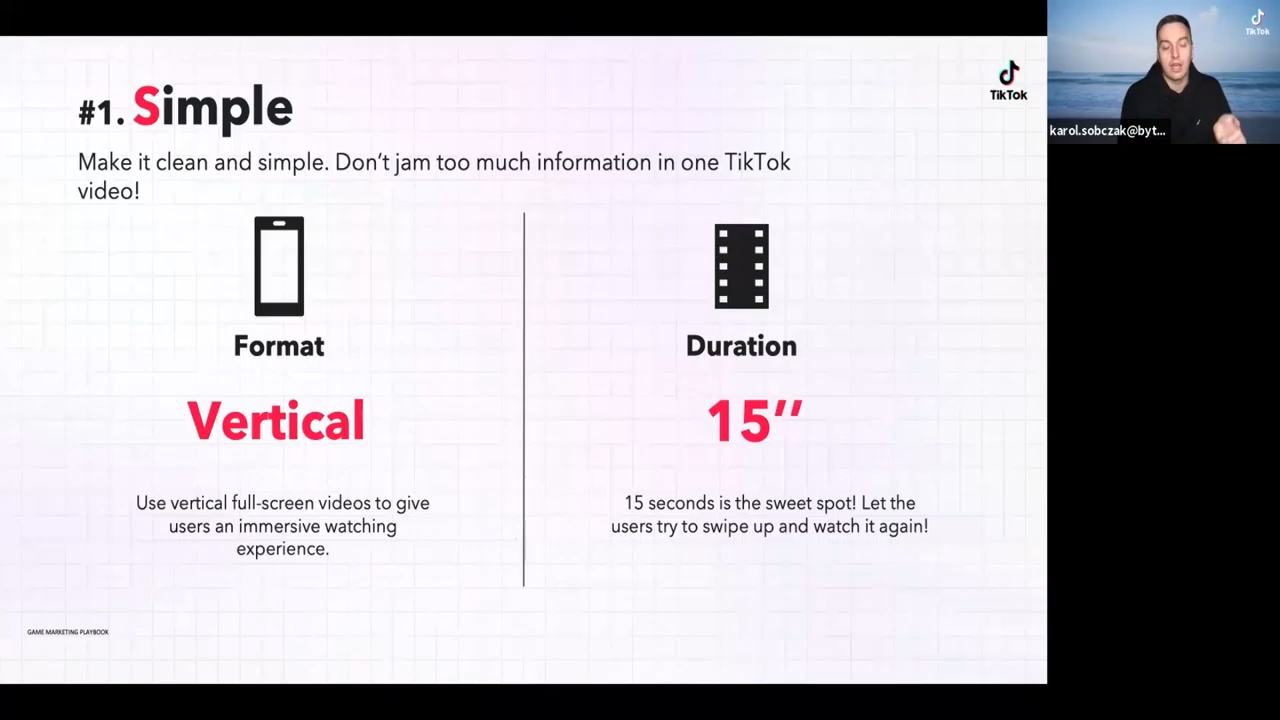 #1. Simple
Make it clean and simple. Don't jam too much information in one TikTok
video!
TikTok
Format
Vertical
Use vertical full-screen videos to give
users an immersive watching
experience.
Duration
15’’
15 seconds is the sweet spot! Let the
users try to swipe up and watch it again!
GAME MARKETING PLAYBOOK
TikTok
karol.sobczak@byt...